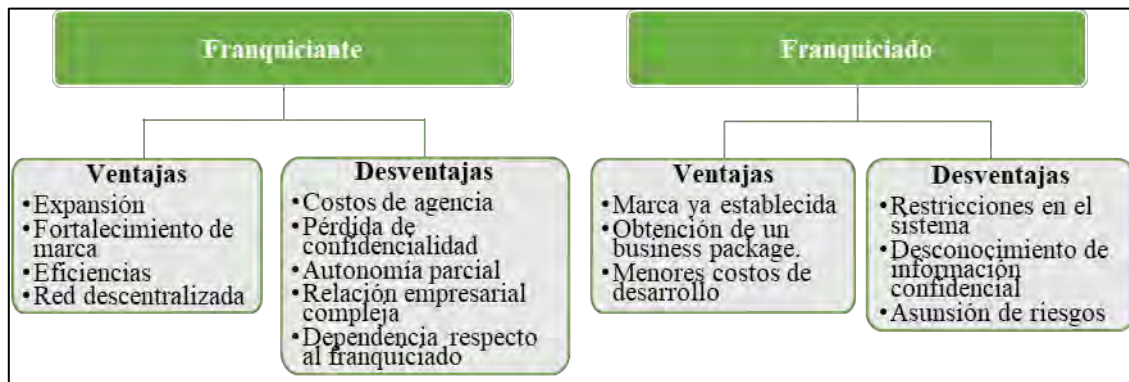 Franquiciante
Franquiciado
Ventajas
•Expansión
•Fortalecimiento de
marca
•Eficiencias
•Red descentralizada
Desventajas
•Costos de agencia
•Pérdida de
confidencialidad
•Autonomía parcial
•Relación empresarial
compleja
•Dependencia respecto
al franquiciado
Ventajas
•Marca ya establecida
•Obtención de un
business package.
•Menores costos de
desarrollo
Desventajas
•Restricciones en el
sistema
•Desconocimiento de
información
confidencial
•Asunsión de riesgos